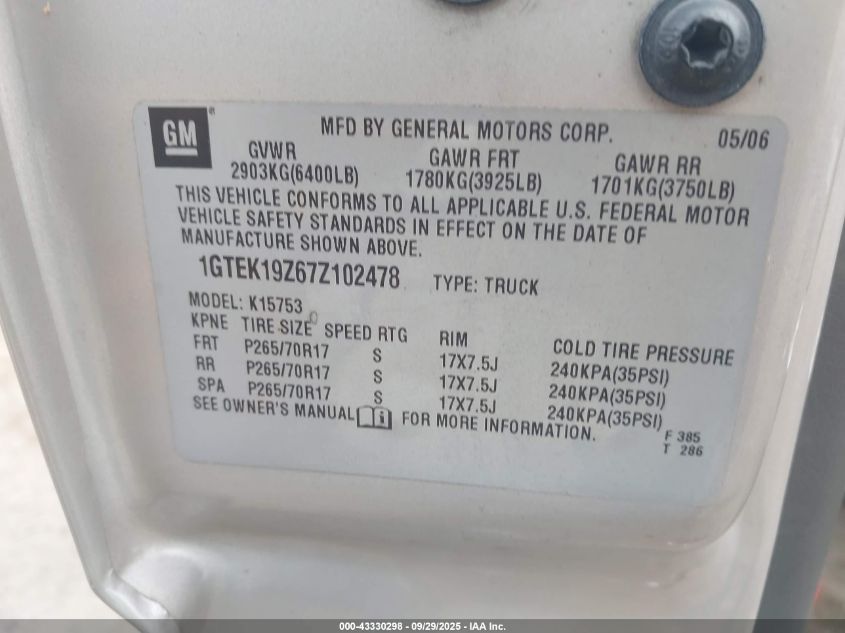 GM
MFD BY GENERAL MOTORS CORP. 05/06
GVWR GAWR FRT GAWR RR
2903KG(6400LB) 1780KG(3925LB) 1701KG(3750LB)
THIS VEHICLE CONFORMS TO ALL APPLICABLE U.S. FEDERAL MOTOR
VEHICLE SAFETY STANDARDS IN EFFECT ON THE DATE OF
MANUFACTURE SHOWN ABOVE.
1GTEK19Z67Z102478 TYPE: TRUCK
MODEL: K15753
KPNE TIRE SIZE SPEED RTG RIM COLD TIRE PRESSURE
FRT P265/70R17 S 17X7.5J 240KPA(35PSI)
RR P265/70R17 S 17X7.5J 240KPA(35PSI)
SPA P265/70R17 S 17X7.5J 240KPA(35PSI)
SEE OWNER'S MANUAL i FOR MORE INFORMATION.
F 385
T 286
000-43330298 - 09/29/2025 - IAA Inc.